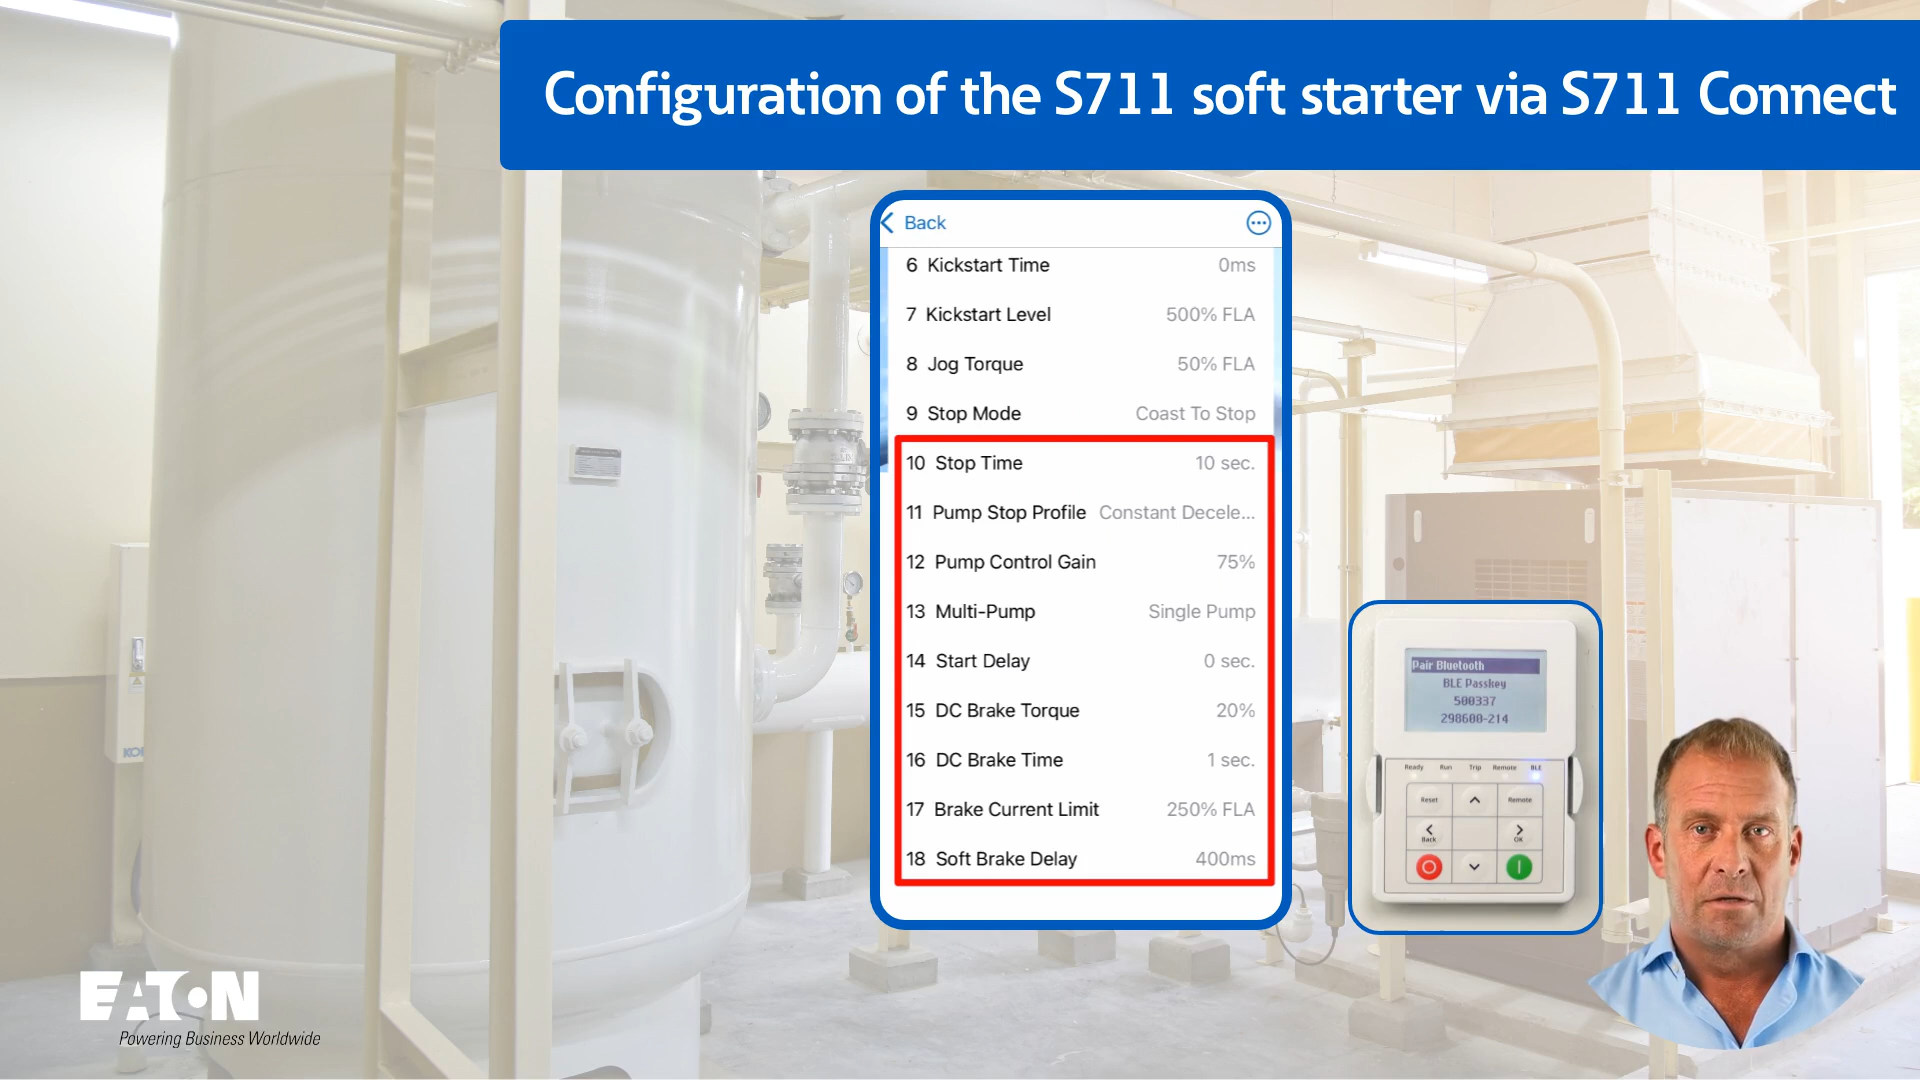 Configuration of the S711 soft starter via S711 Connect
Back
6 Kickstart Time 0ms
7 Kickstart Level 500% FLA
8 Jog Torque 50% FLA
9 Stop Mode Coast To Stop
10 Stop Time 10 sec.
11 Pump Stop Profile Constant Decele...
12 Pump Control Gain 75%
13 Multi-Pump Single Pump
14 Start Delay 0 sec.
15 DC Brake Torque 20%
16 DC Brake Time 1 sec.
17 Brake Current Limit 250% FLA
18 Soft Brake Delay 400ms
Pair Bluetooth
BLE Passkey
500337
298600-214
Ready Run Trip Remote BLE
Reset Remote
Back OK
EATON
Powering Business Worldwide